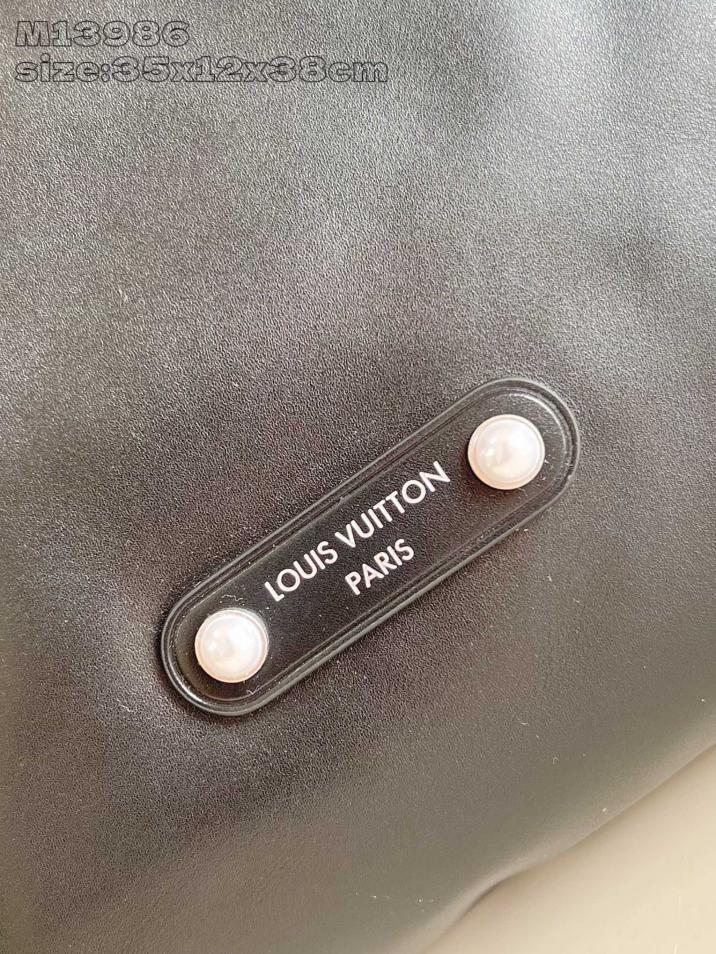 M13986
size:35x12x38cm
LOUIS VUITTON
PARIS